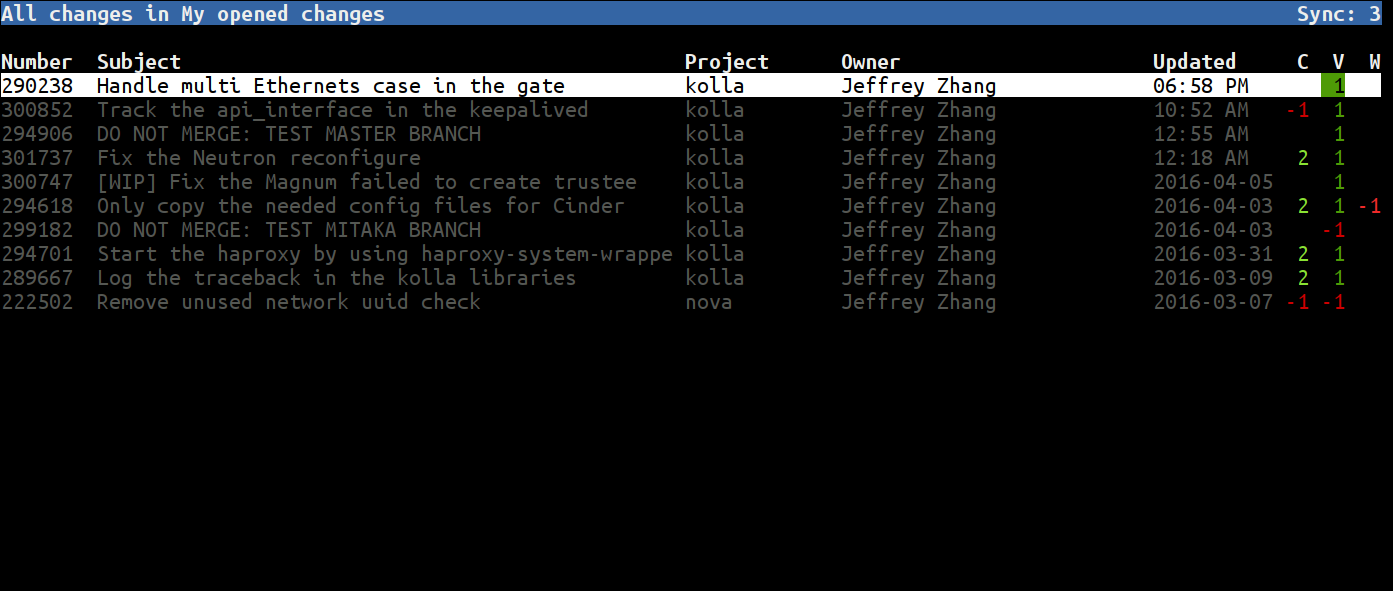 All changes in My opened changes Sync: 3
Number Subject Project Owner Updated C V W
290238 Handle multi Ethernets case in the gate kolla Jeffrey Zhang 06:58 PM 1
300852 Track the api_interface in the keepalived kolla Jeffrey Zhang 10:52 AM -1 1
294906 DO NOT MERGE: TEST MASTER BRANCH kolla Jeffrey Zhang 12:55 AM 1
301737 Fix the Neutron reconfigure kolla Jeffrey Zhang 12:18 AM 2 1
300747 [WIP] Fix the Magnum failed to create trustee kolla Jeffrey Zhang 2016-04-05 1
294618 Only copy the needed config files for Cinder kolla Jeffrey Zhang 2016-04-03 2 1 -1
299182 DO NOT MERGE: TEST MITAKA BRANCH kolla Jeffrey Zhang 2016-04-03 -1
294701 Start the haproxy by using haproxy-system-wrappe kolla Jeffrey Zhang 2016-03-31 2 1
289667 Log the traceback in the kolla libraries kolla Jeffrey Zhang 2016-03-09 2 1
222502 Remove unused network uuid check nova Jeffrey Zhang 2016-03-07 -1 -1